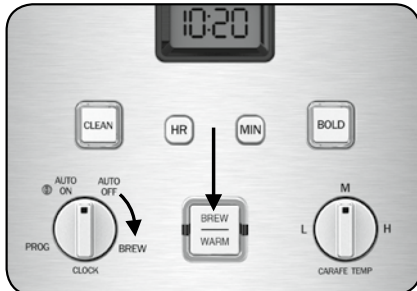 10:20
CLEAN
HR
MIN
BOLD
AUTO ON
AUTO OFF
PROG
BREW
CLOCK
BREW
WARM
L
M
H
CARAFE TEMP